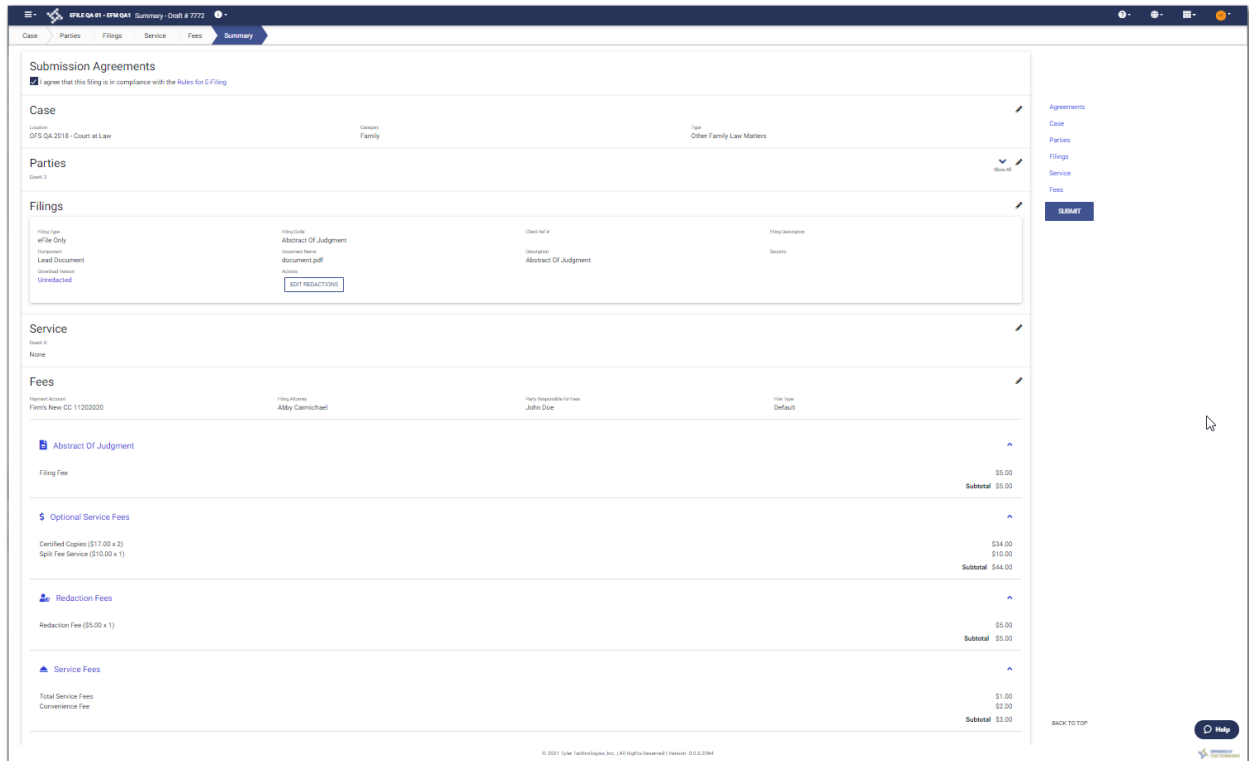 EFILE QA 01 - EFM QA1 Summary - Draft # 7772
Case Parties Filings Service Fees Summary
Submission Agreements
I agree that this filing is in compliance with the Rules for E-Filing
Case
Location Category Type
OFS QA 2018 - Court at Law Family Other Family Law Matters
Parties
Count 2
Show All
Filings
Filing Type Filing Code Client Ref # Filing Description
eFile Only Abstract Of Judgment
Component Document Name Description Security
Lead Document document.pdf Abstract Of Judgment
Download Version Actions
Unredacted
EDIT REDACTIONS
Service
Count 0
None
Fees
Payment Account Filing Attorney Party Responsible for Fees Filer Type
Firm's New CC 11202020 Abby Carmichael John Doe Default
Abstract Of Judgment
Filing Fee $5.00
Subtotal $5.00
$ Optional Service Fees
Certified Copies ($17.00 x 2) $34.00
Split Fee Service ($10.00 x 1) $10.00
Subtotal $44.00
Redaction Fees
Redaction Fee ($5.00 x 1) $5.00
Subtotal $5.00
Service Fees
Total Service Fees $1.00
Convenience Fee $2.00
Subtotal $3.00
Agreements
Case
Parties
Filings
Service
Fees
SUBMIT
BACK TO TOP
Help
© 2021 Tyler Technologies, Inc. | All Rights Reserved | Version: 0.0.0.2064